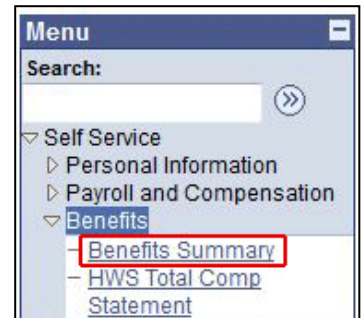 Menu
Search:
Self Service
Personal Information
Payroll and Compensation
Benefits
Benefits Summary
HWS Total Comp
Statement